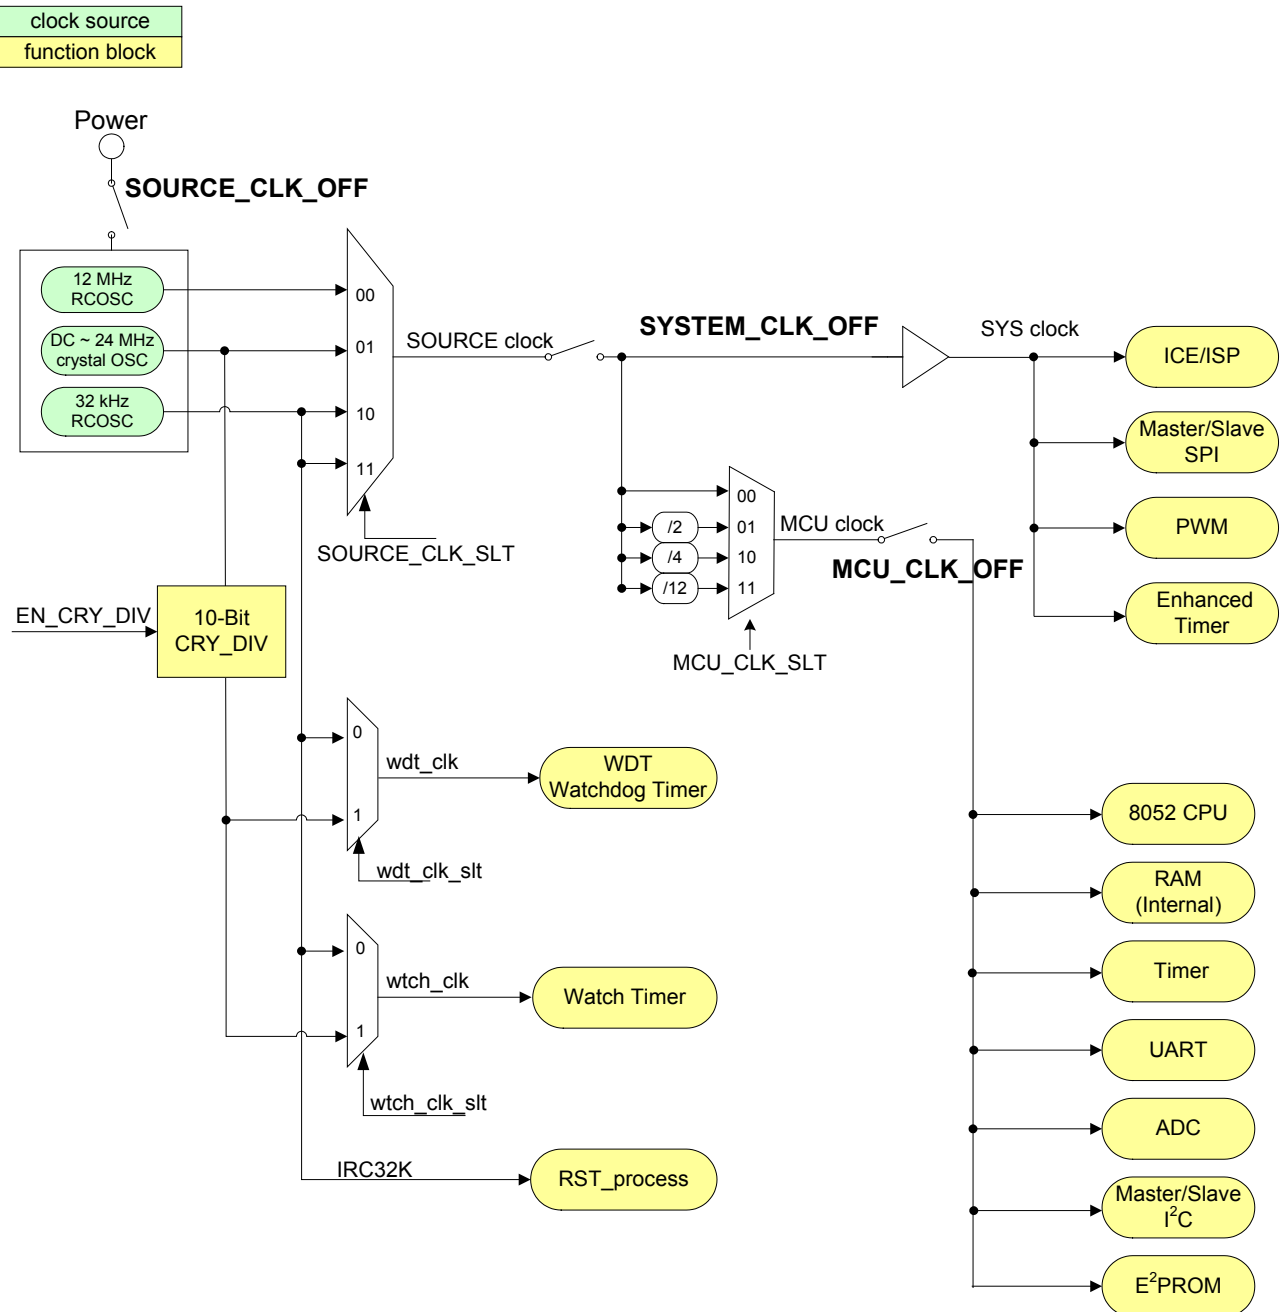 clock source
function block
Power
SOURCE_CLK_OFF
12 MHz
RCOSC
DC ~ 24 MHz
crystal OSC
32 kHz
RCOSC
00
01
10
11
SOURCE clock
SOURCE_CLK_SLT
SYSTEM_CLK_OFF
SYS clock
ICE/ISP
Master/Slave
SPI
PWM
Enhanced
Timer
00
/2
01
/4
10
/12
11
MCU clock
MCU_CLK_OFF
MCU_CLK_SLT
EN_CRY_DIV
10-Bit
CRY_DIV
0
1
wdt_clk
wdt_clk_slt
WDT
Watchdog Timer
0
1
wtch_clk
wtch_clk_slt
Watch Timer
IRC32K
RST_process
8052 CPU
RAM
(Internal)
Timer
UART
ADC
Master/Slave
I²C
E²PROM